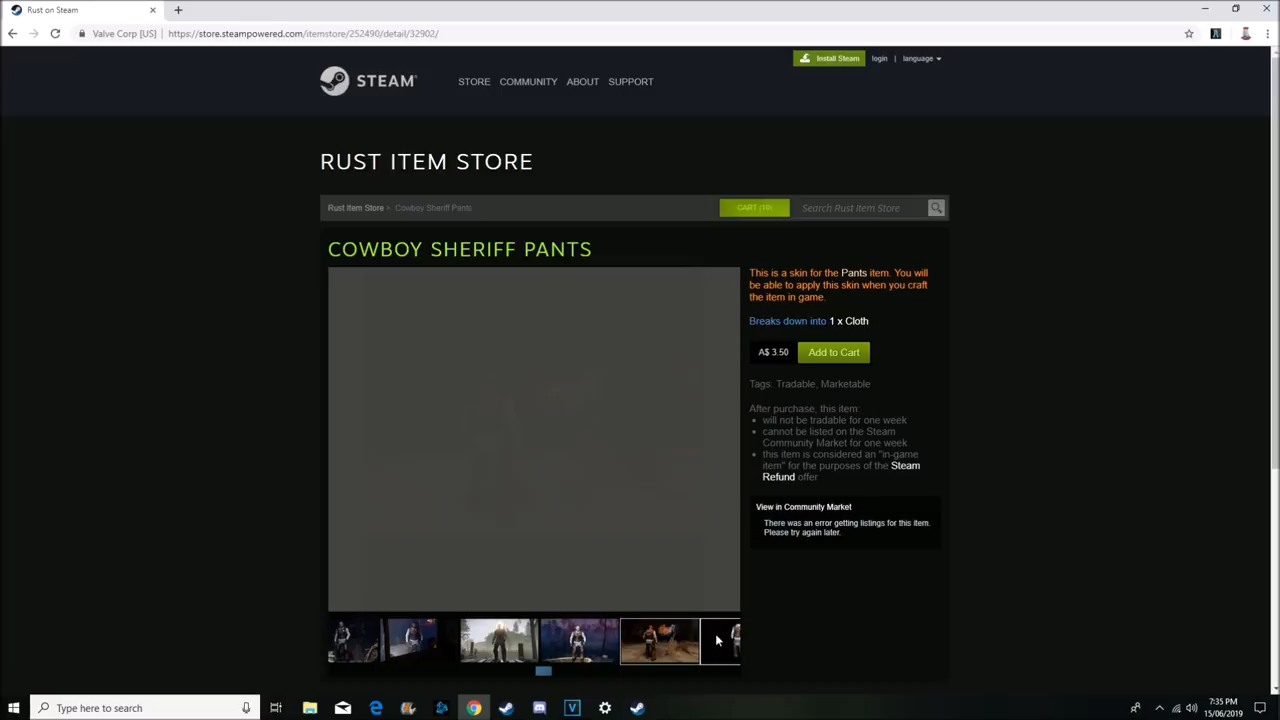 Rust on Steam
Valve Corp [US] | https://store.steampowered.com/itemstore/252490/detail/32902/
Install Steam login | language
STEAM STORE COMMUNITY ABOUT SUPPORT
RUST ITEM STORE
Rust Item Store > Cowboy Sheriff Pants CART (10) Search Rust Item Store
COWBOY SHERIFF PANTS
This is a skin for the Pants item. You will
be able to apply this skin when you craft
the item in game.
Breaks down into 1 x Cloth
A$ 3.50 Add to Cart
Tags: Tradable, Marketable
After purchase, this item:
will not be tradable for one week
cannot be listed on the Steam
Community Market for one week
this item is considered an "in-game
item" for the purposes of the Steam
Refund offer
View in Community Market
There was an error getting listings for this item.
Please try again later.
Type here to search
7:35 PM
15/06/2019